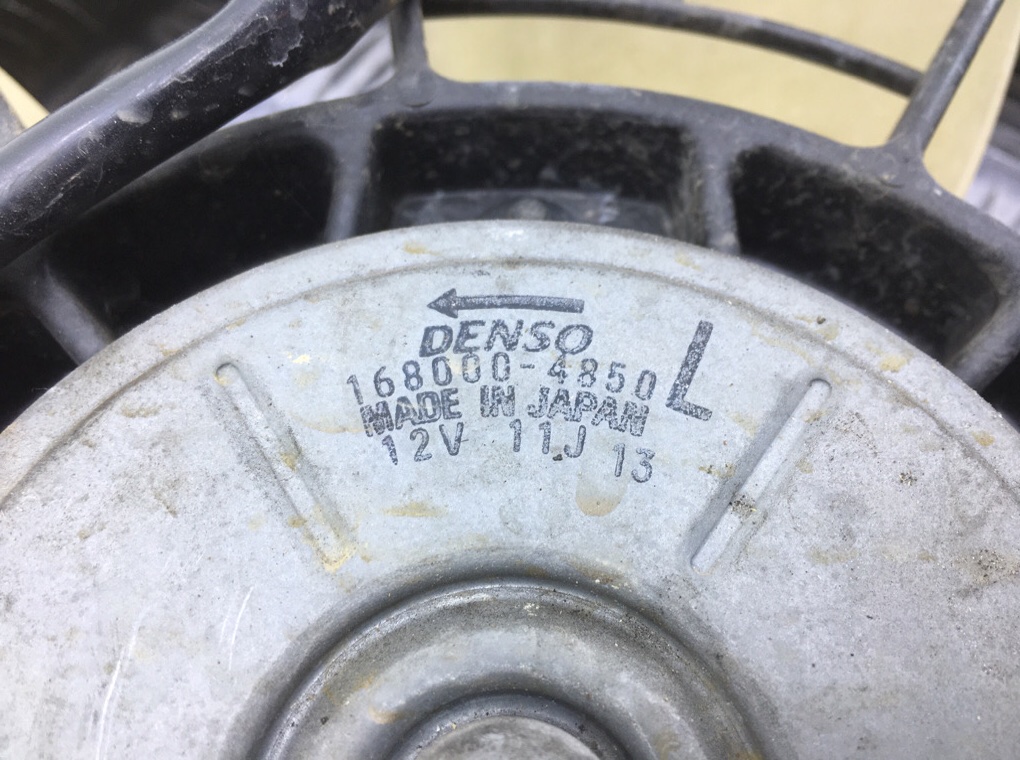 DENSO
168000-4850 L
MADE IN JAPAN
12V 11J 13